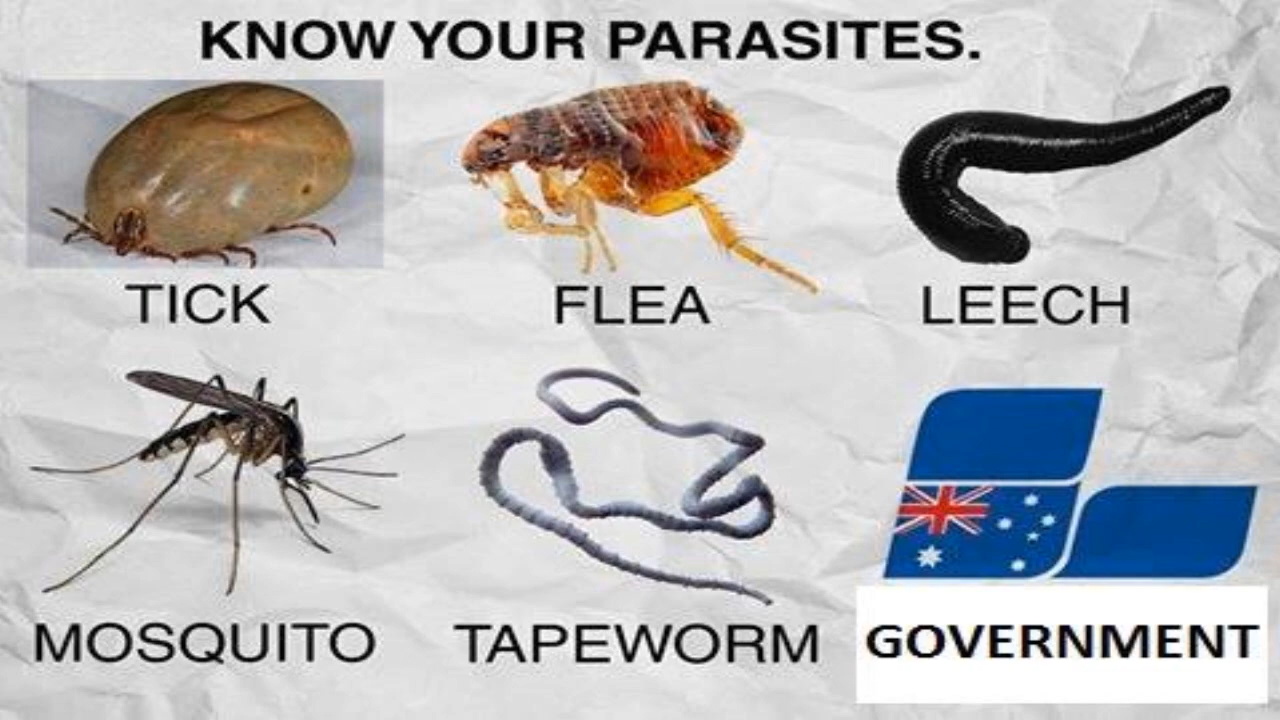 KNOW YOUR PARASITES.
TICK
FLEA
LEECH
MOSQUITO
TAPEWORM
GOVERNMENT